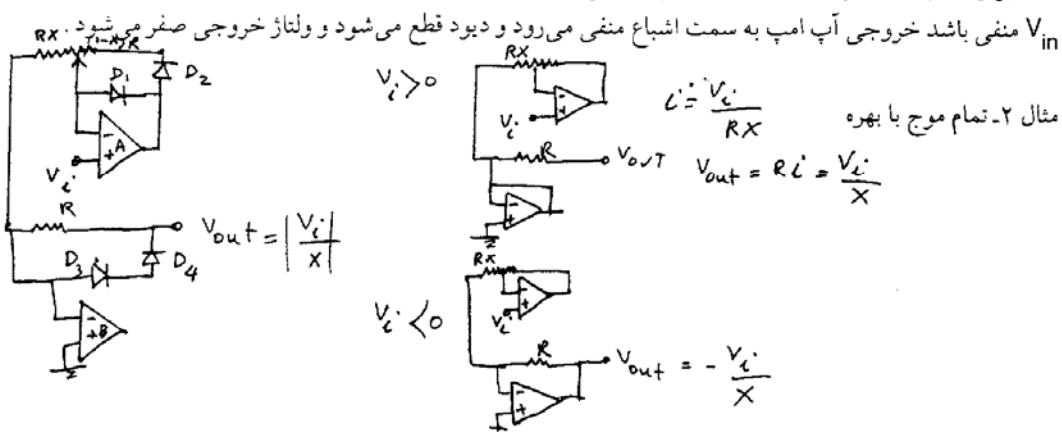 V_in منفی باشد خروجی آپ امپ به سمت اشباع منفی می‌رود و دیود قطع می‌شود و ولتاژ خروجی صفر می‌شود.
مثال ۲ـ تمام موج با بهره
RX
(1-X)R
D₁
D₂
A
- +
Vi
R
Vout = |Vi/X|
D₃
D₄
B
- +
Vi > 0
RX
- +
Vi
i = Vi/RX
R
VOUT
Vout = Ri = Vi/X
- +
Vi < 0
RX
- +
Vi
R
Vout = - Vi/X
- +